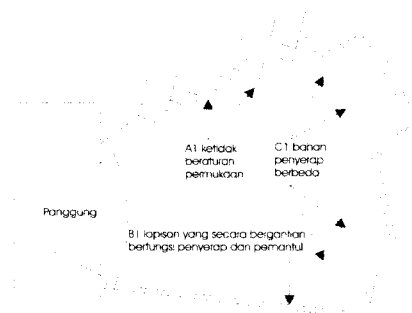 A1 ketidak
beraturan
permukaan
C1 bahan
penyerap
berbeda
Panggung
B1 lapisan yang secara bergantian
berfungsi penyerap dan pemantul